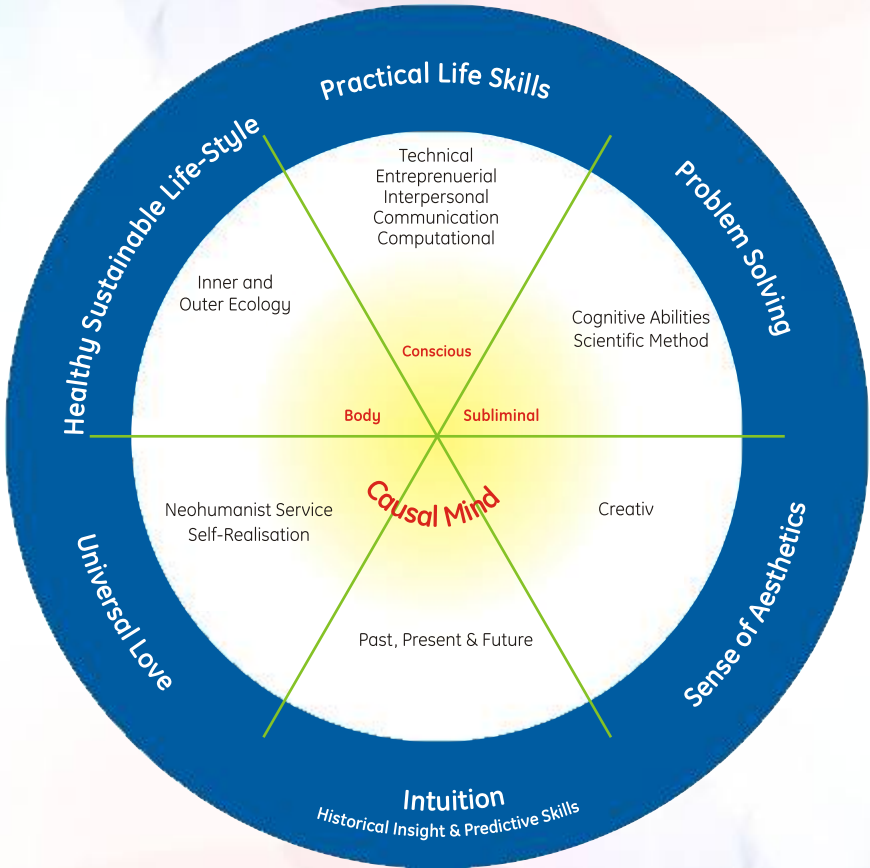 Practical Life Skills
Technical
Entreprenuerial
Interpersonal
Communication
Computational
Problem Solving
Cognitive Abilities
Scientific Method
Healthy Sustainable Life-Style
Inner and
Outer Ecology
Conscious
Body
Subliminal
Causal Mind
Neohumanist Service
Self-Realisation
Creativ
Universal Love
Sense of Aesthetics
Past, Present & Future
Intuition
Historical Insight & Predictive Skills